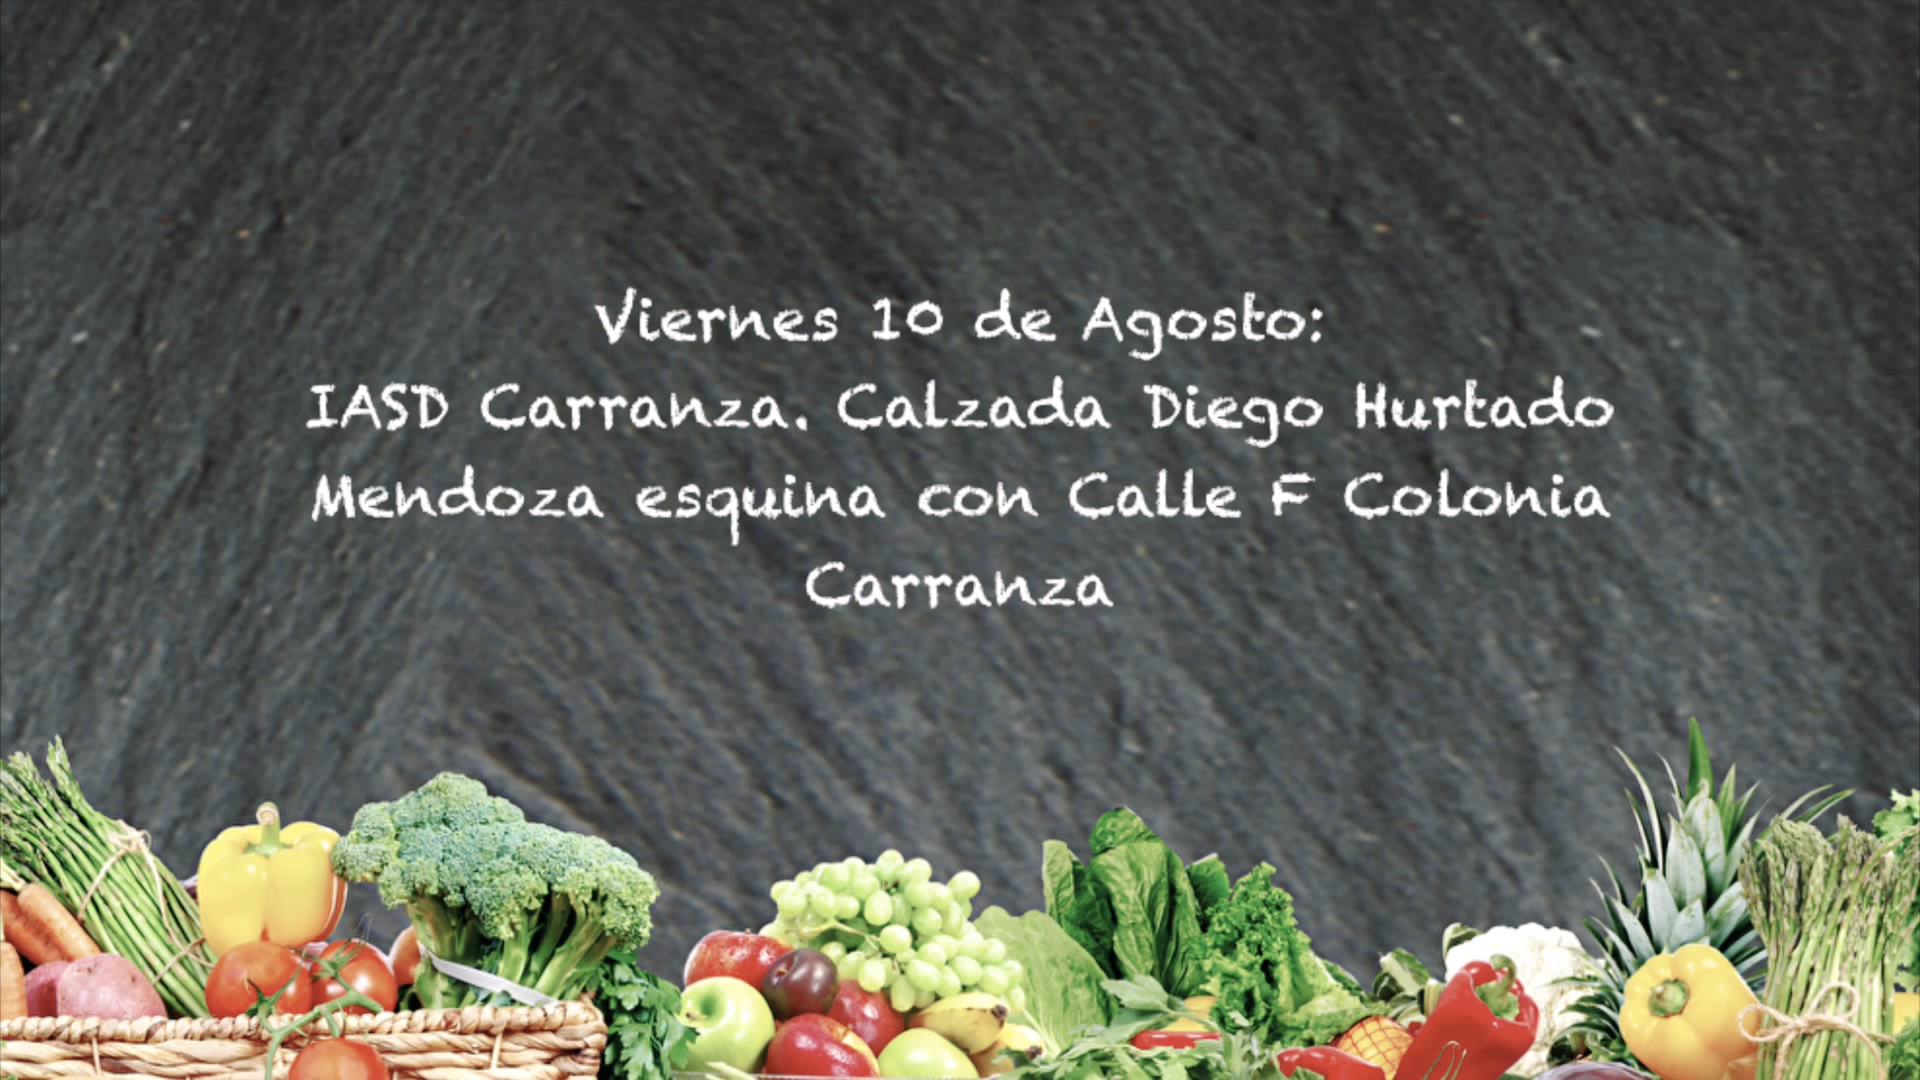 Viernes 10 de Agosto:
IASD Carranza. Calzada Diego Hurtado
Mendoza esquina con Calle F Colonia
Carranza